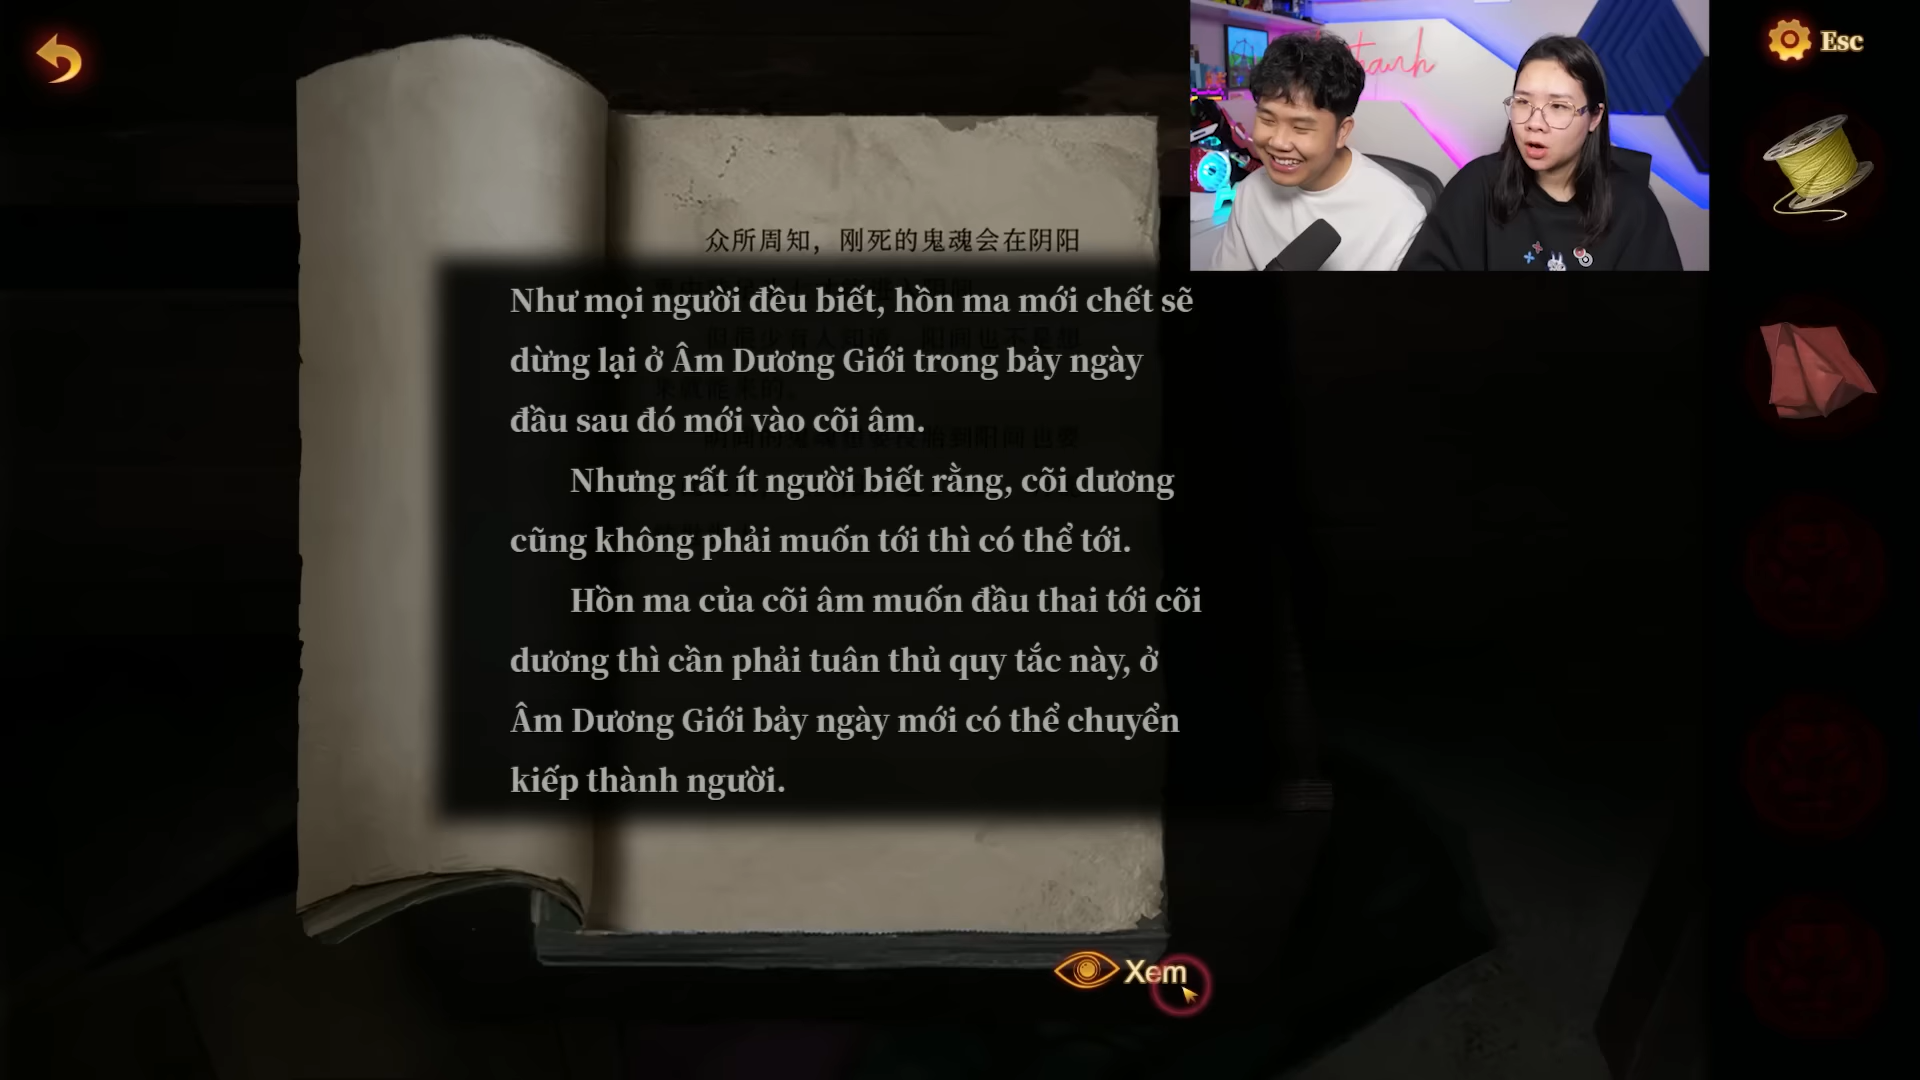 Esc
众所周知，刚死的鬼魂会在阴阳
Như mọi người đều biết, hồn ma mới chết sẽ
dừng lại ở Âm Dương Giới trong bảy ngày
đầu sau đó mới vào cõi âm.
Nhưng rất ít người biết rằng, cõi dương
cũng không phải muốn tới thì có thể tới.
Hồn ma của cõi âm muốn đầu thai tới cõi
dương thì cần phải tuân thủ quy tắc này, ở
Âm Dương Giới bảy ngày mới có thể chuyển
kiếp thành người.
Xem